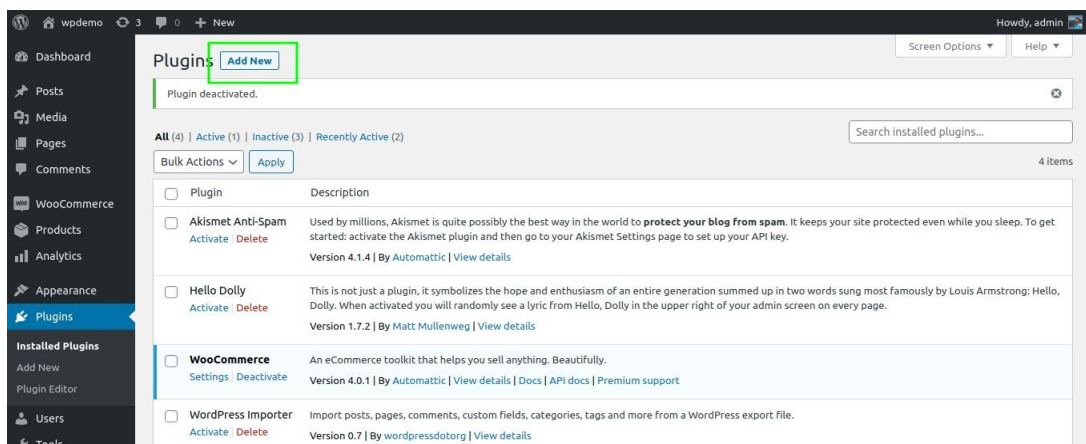 wpdemo 3 0 + New Howdy, admin
Dashboard
Posts
Media
Pages
Comments
WooCommerce
Products
Analytics
Appearance
Plugins
Installed Plugins
Add New
Plugin Editor
Users
Tools
Screen Options ▼ Help ▼
Plugins Add New
Plugin deactivated.
All (4) | Active (1) | Inactive (3) | Recently Active (2)
Search installed plugins...
Bulk Actions Apply 4 items
Plugin Description
Akismet Anti-Spam
Activate | Delete
Used by millions, Akismet is quite possibly the best way in the world to protect your blog from spam. It keeps your site protected even while you sleep. To get
started: activate the Akismet plugin and then go to your Akismet Settings page to set up your API key.
Version 4.1.4 | By Automattic | View details
Hello Dolly
Activate | Delete
This is not just a plugin, it symbolizes the hope and enthusiasm of an entire generation summed up in two words sung most famously by Louis Armstrong: Hello,
Dolly. When activated you will randomly see a lyric from Hello, Dolly in the upper right of your admin screen on every page.
Version 1.7.2 | By Matt Mullenweg | View details
WooCommerce
Settings | Deactivate
An eCommerce toolkit that helps you sell anything. Beautifully.
Version 4.0.1 | By Automattic | View details | Docs | API docs | Premium support
WordPress Importer
Activate | Delete
Import posts, pages, comments, custom fields, categories, tags and more from a WordPress export file.
Version 0.7 | By wordpressdotorg | View details